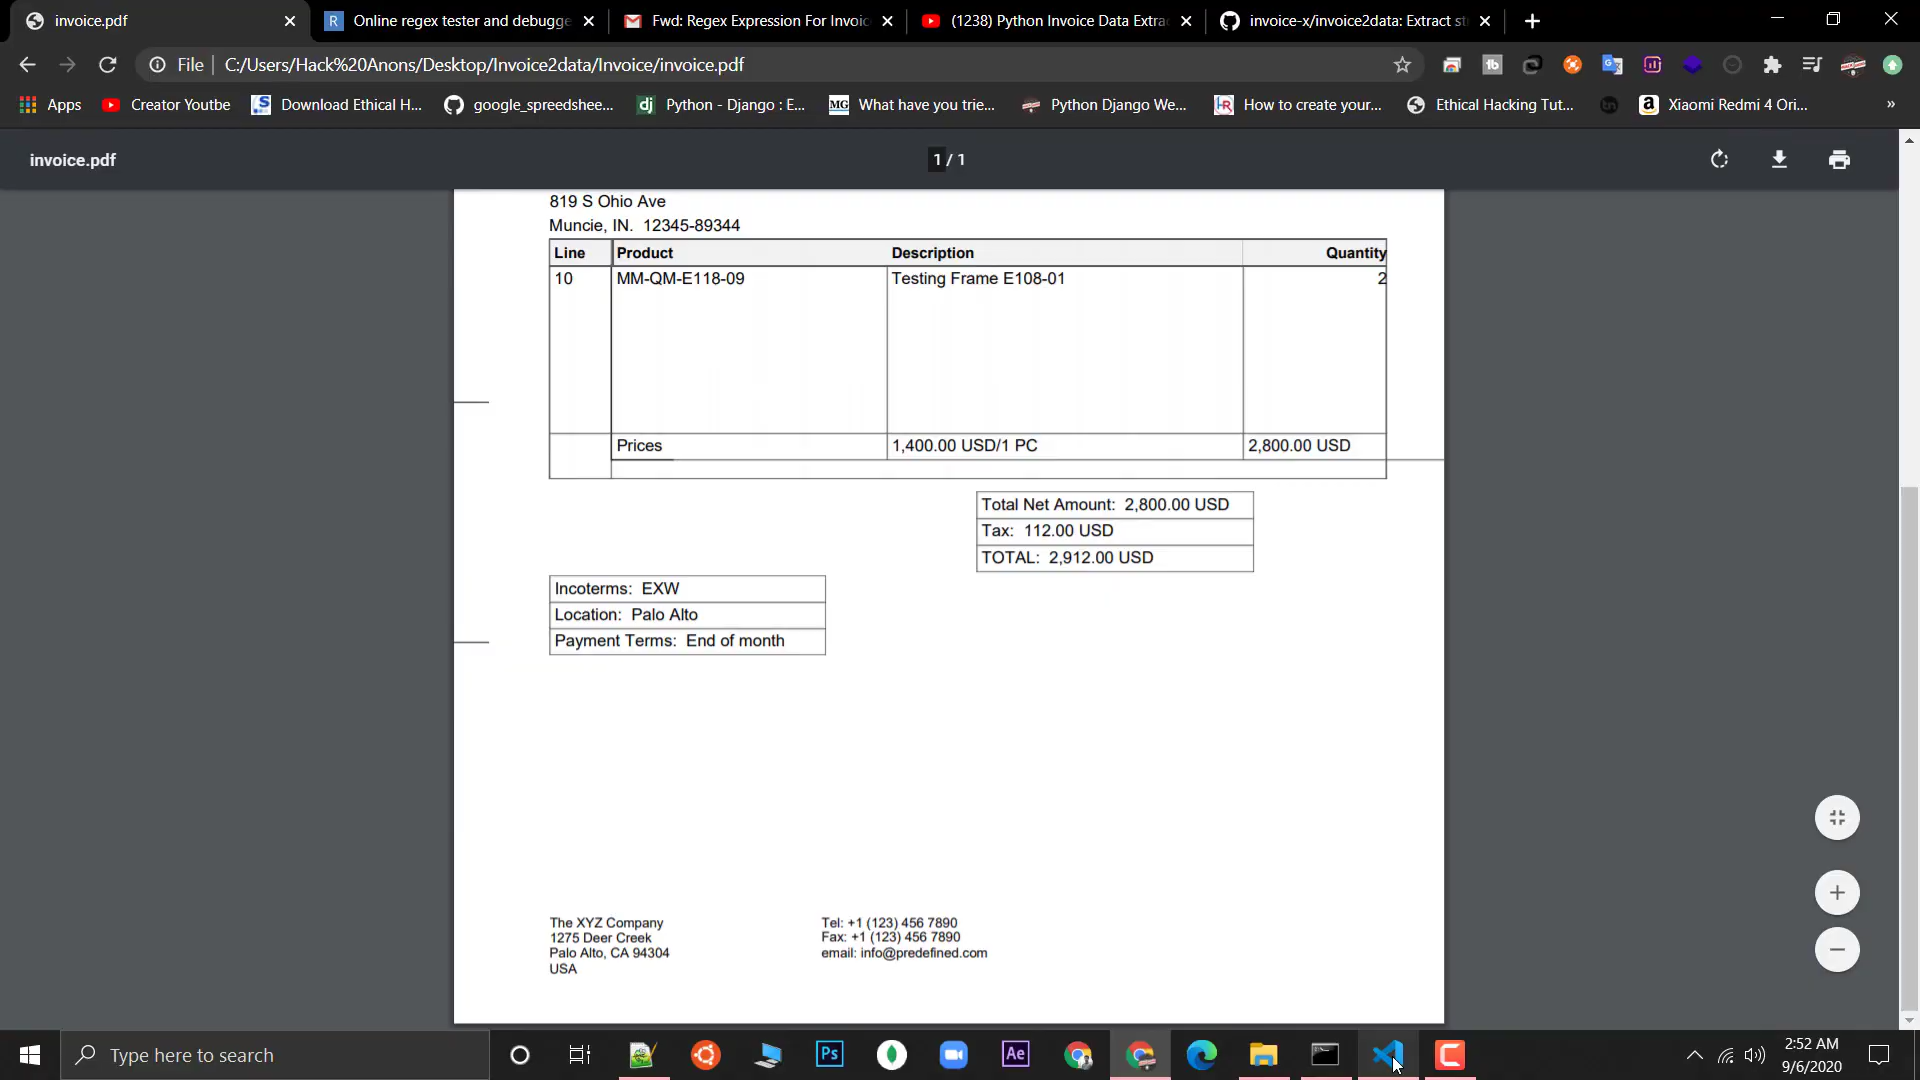 invoice.pdf
Online regex tester and debugge
Fwd: Regex Expression For Invoic
(1238) Python Invoice Data Extra
invoice-x/invoice2data: Extract st
File
C:/Users/Hack%20Anons/Desktop/Invoice2data/Invoice/invoice.pdf
Apps
Creator Youtbe
Download Ethical H...
google_spreedshee...
Python - Django : E...
What have you trie...
Python Django We...
How to create your...
Ethical Hacking Tut...
Xiaomi Redmi 4 Ori...
»
invoice.pdf
1 / 1
819 S Ohio Ave
Muncie, IN. 12345-89344
Line Product Description Quantity
10 MM-QM-E118-09 Testing Frame E108-01 2
Prices 1,400.00 USD/1 PC 2,800.00 USD
Total Net Amount: 2,800.00 USD
Tax: 112.00 USD
TOTAL: 2,912.00 USD
Incoterms: EXW
Location: Palo Alto
Payment Terms: End of month
The XYZ Company
1275 Deer Creek
Palo Alto, CA 94304
USA
Tel: +1 (123) 456 7890
Fax: +1 (123) 456 7890
email: info@predefined.com
Type here to search
Ps
Ae
2:52 AM
9/6/2020